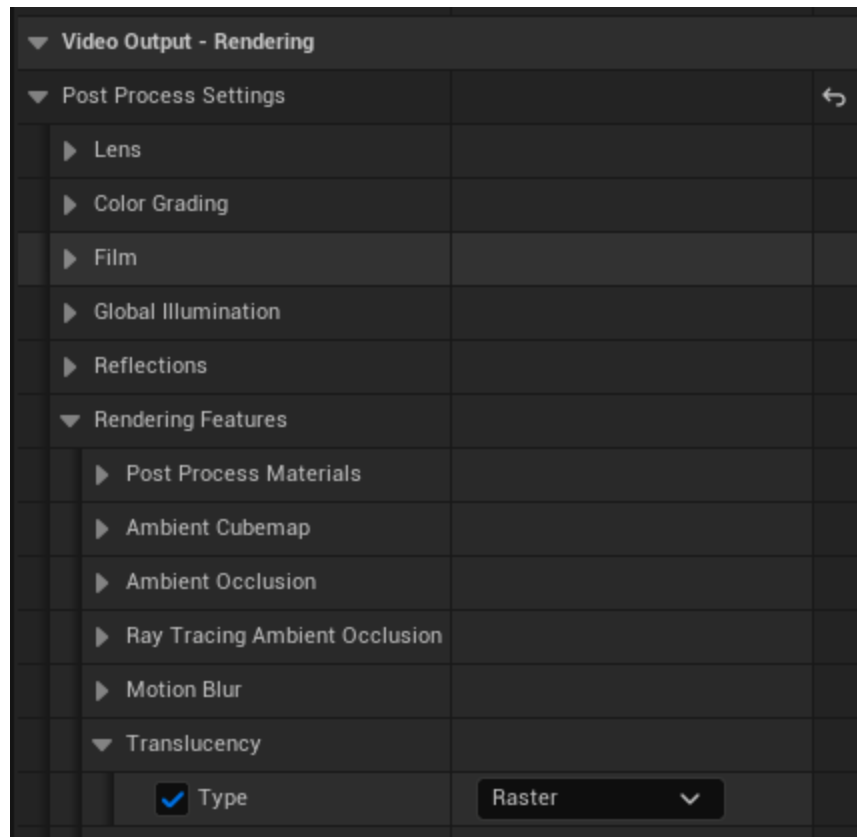 Video Output - Rendering
Post Process Settings
Lens
Color Grading
Film
Global Illumination
Reflections
Rendering Features
Post Process Materials
Ambient Cubemap
Ambient Occlusion
Ray Tracing Ambient Occlusion
Motion Blur
Translucency
Type Raster